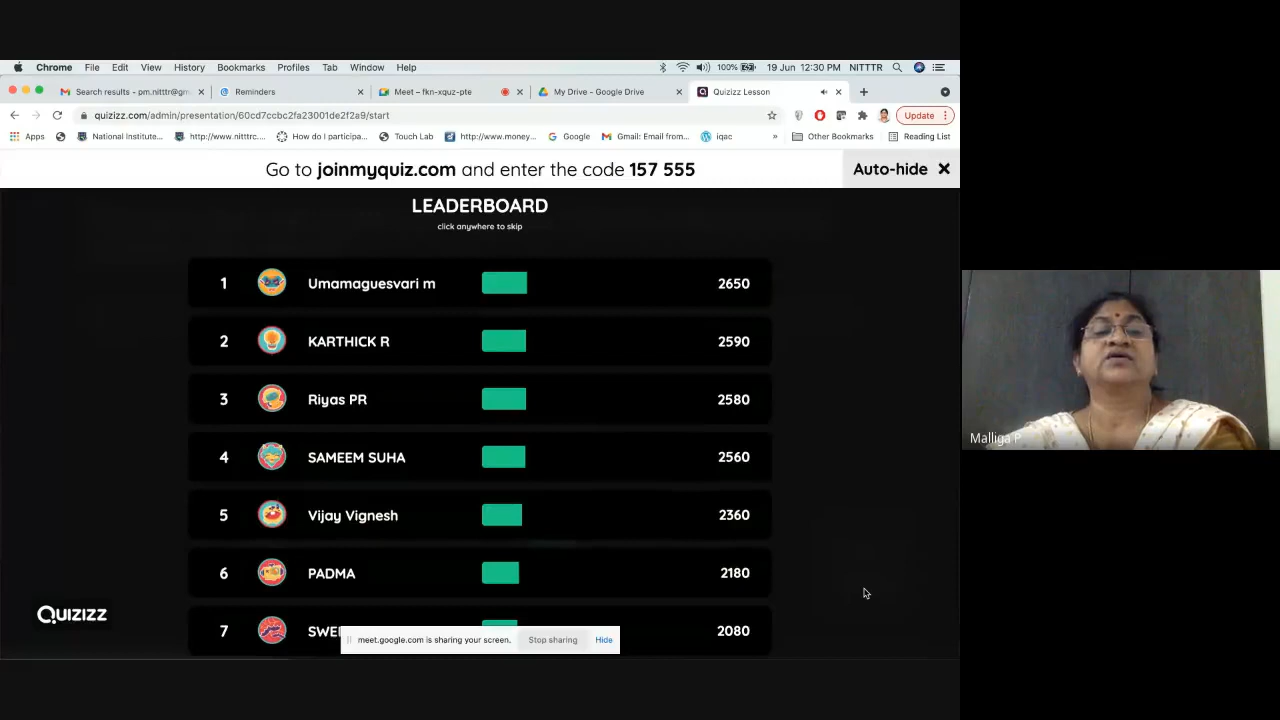 Chrome File Edit View History Bookmarks Profiles Tab Window Help 100% 19 Jun 12:30 PM NITTTR
Search results - pm.nitttr@gm Reminders Meet – fkn-xquz-pte My Drive - Google Drive Quizizz Lesson
quizizz.com/admin/presentation/60cd7ccbc2fa23001de2f2a9/start Update
Apps National Institute... http://www.nitttrc.... How do I participa... Touch Lab http://www.money... Google Gmail: Email from... iqac » Other Bookmarks Reading List
Go to joinmyquiz.com and enter the code 157 555 Auto-hide
LEADERBOARD
click anywhere to skip
1 Umamaguesvari m 2650
2 KARTHICK R 2590
3 Riyas PR 2580
4 SAMEEM SUHA 2560
5 Vijay Vignesh 2360
6 PADMA 2180
7 2080
Quizizz
meet.google.com is sharing your screen. Stop sharing Hide
Malliga P